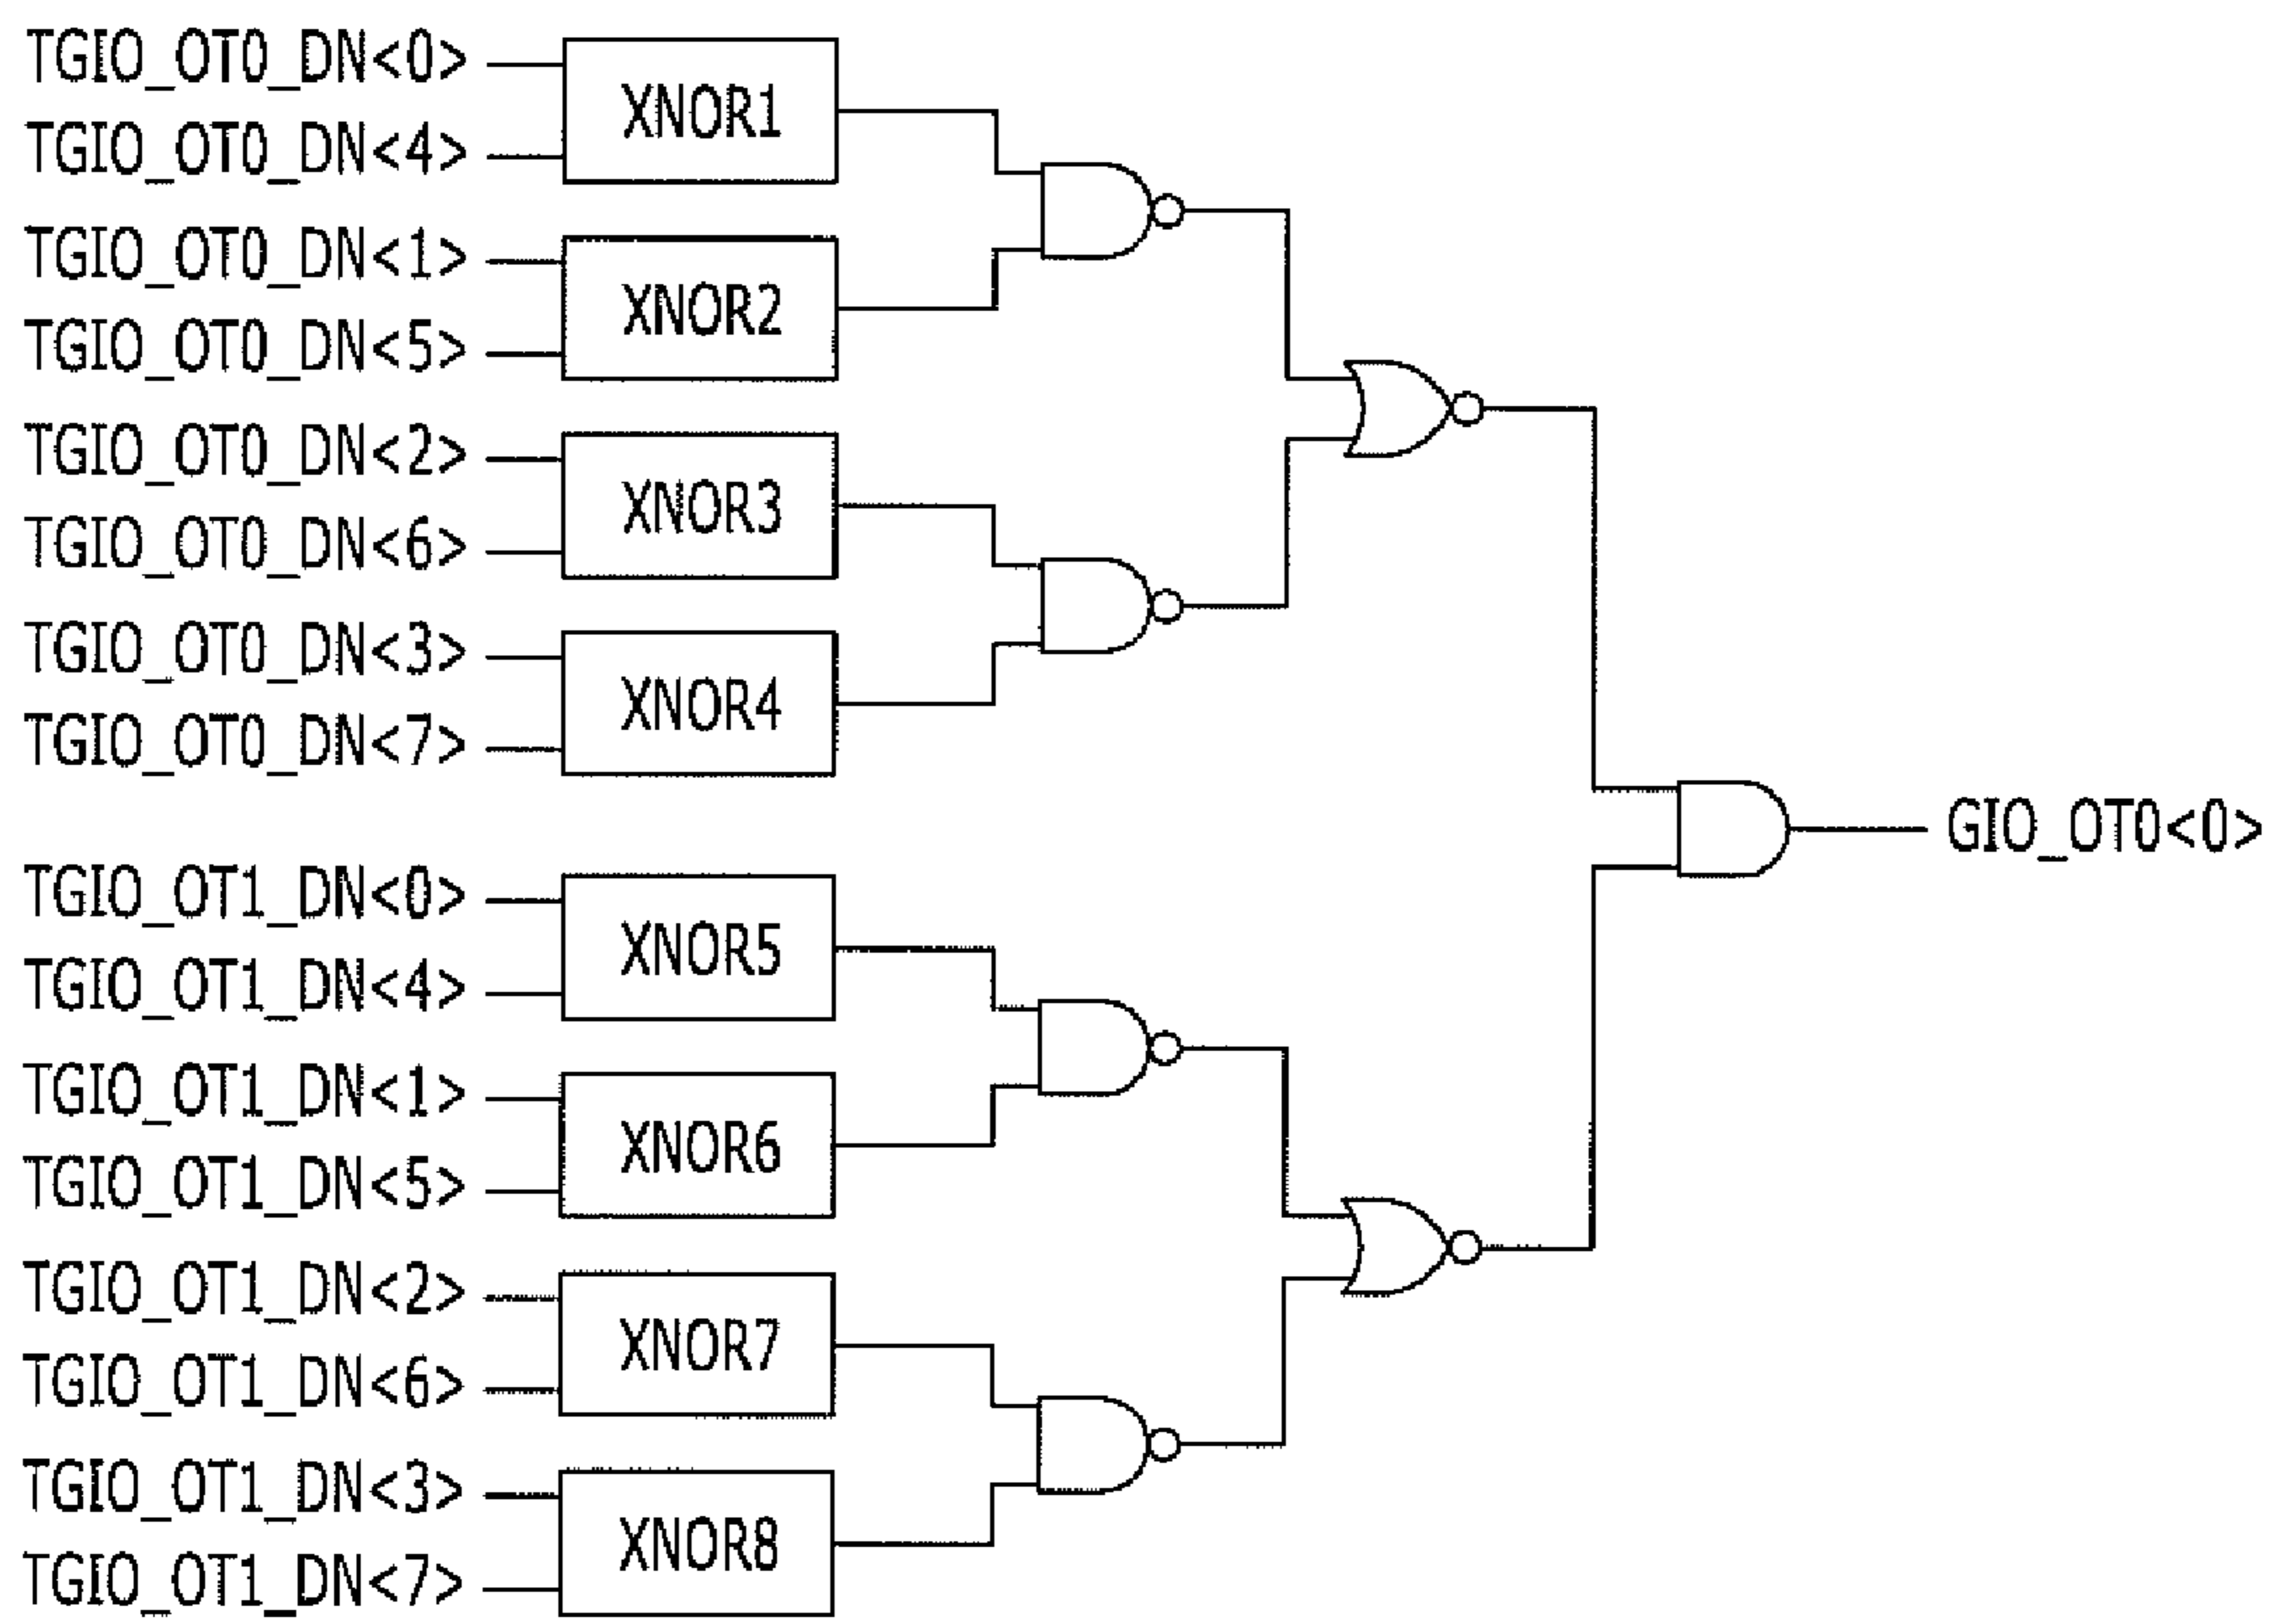 TGIO_OT0_DN<0>
TGIO_OT0_DN<4>
XNOR1
TGIO_OT0_DN<1>
TGIO_OT0_DN<5>
XNOR2
TGIO_OT0_DN<2>
TGIO_OT0_DN<6>
XNOR3
TGIO_OT0_DN<3>
TGIO_OT0_DN<7>
XNOR4
GIO_OT0<0>
TGIO_OT1_DN<0>
TGIO_OT1_DN<4>
XNOR5
TGIO_OT1_DN<1>
TGIO_OT1_DN<5>
XNOR6
TGIO_OT1_DN<2>
TGIO_OT1_DN<6>
XNOR7
TGIO_OT1_DN<3>
TGIO_OT1_DN<7>
XNOR8